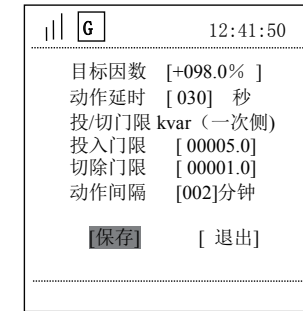 G 12:41:50
目标因数 [+098.0% ]
动作延时 [ 030] 秒
投/切门限 kvar（一次侧)
投入门限 [ 00005.0]
切除门限 [ 00001.0]
动作间隔 [002]分钟
[保存] [ 退出]